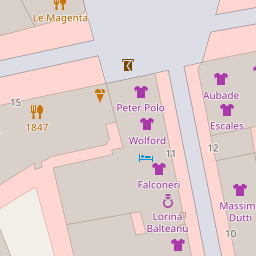 Le Magenta
15
1847
Peter Polo
Wolford
Aubade
Escales
11
12
Falconeri
Lorina
Balteanu
Massim
Dutti
10